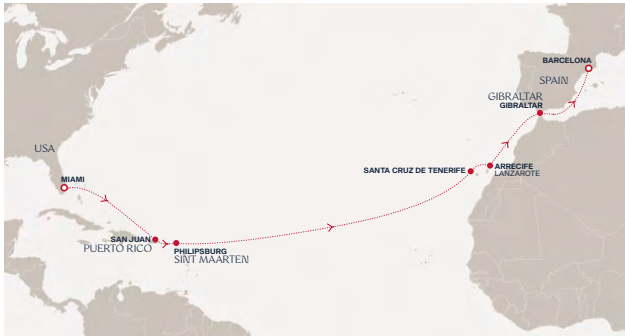 BARCELONA
SPAIN
GIBRALTAR
GIBRALTAR
USA
ARRECIFE
SANTA CRUZ DE TENERIFE
LANZAROTE
MIAMI
SAN JUAN
PUERTO RICO
PHILIPSBURG
SINT MAARTEN